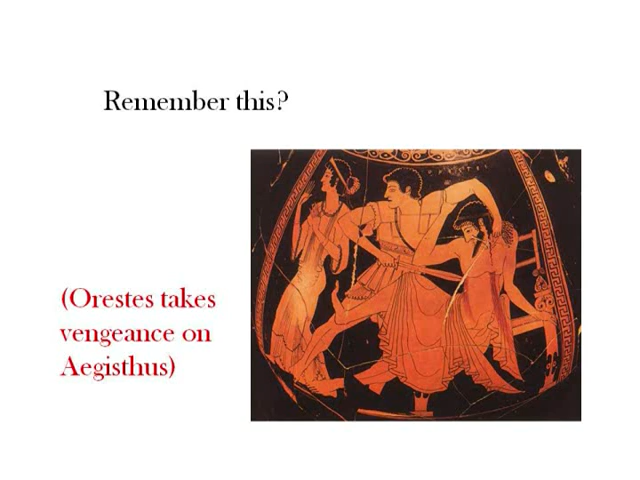 Remember this?
(Orestes takes
vengeance on
Aegisthus)